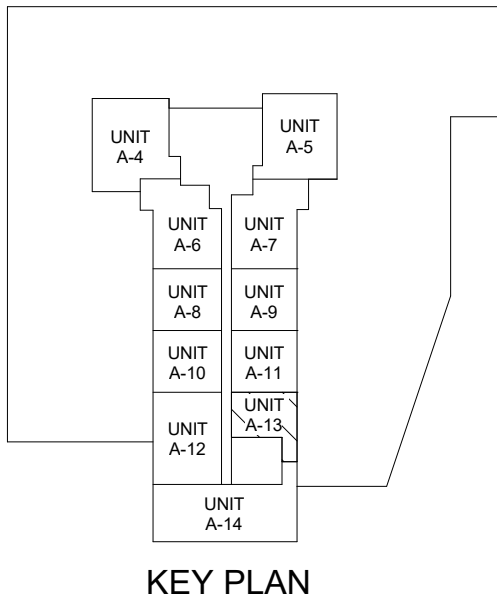 UNIT
A-4
UNIT
A-5
UNIT
A-6
UNIT
A-7
UNIT
A-8
UNIT
A-9
UNIT
A-10
UNIT
A-11
UNIT
A-12
UNIT
A-13
UNIT
A-14
KEY PLAN